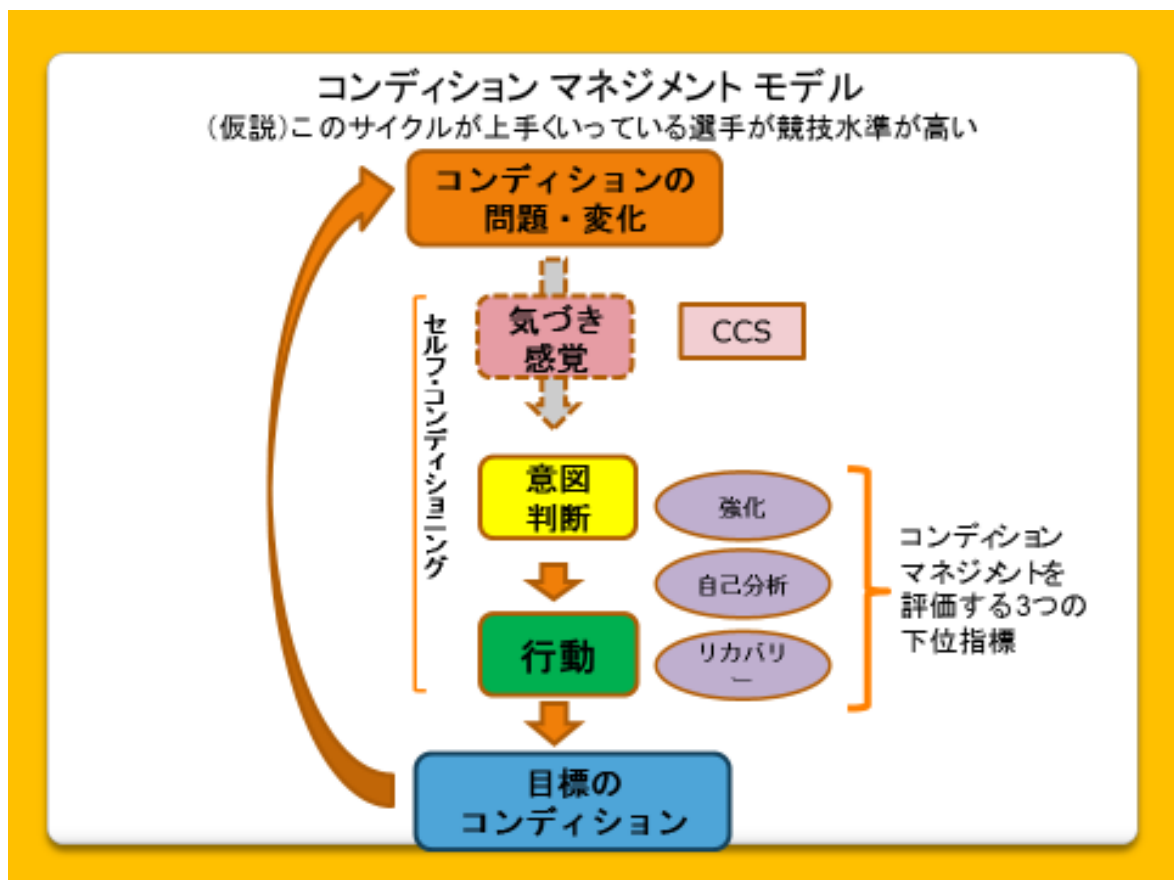 コンディション マネジメント モデル
(仮説)このサイクルが上手くいっている選手が競技水準が高い
コンディションの
問題・変化
気づき
感覚
CCS
セルフ・コンディショニング
意図
判断
強化
自己分析
行動
リカバリ
ー
コンディション
マネジメントを
評価する3つの
下位指標
目標の
コンディション